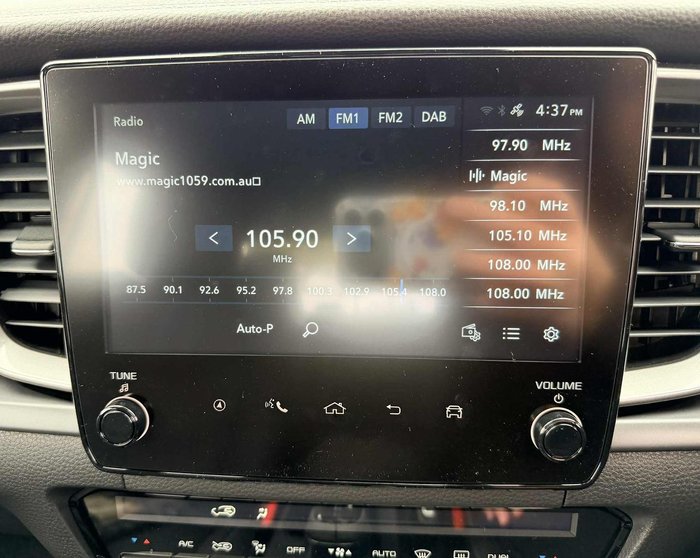 Radio
AM FM1 FM2 DAB
4:37PM
Magic
www.magic1059.com.au□
97.90 MHz
Magic
98.10 MHz
105.10 MHz
108.00 MHz
108.00 MHz
< 105.90 >
MHz
87.5 90.1 92.6 95.2 97.8 100.3 102.9 105.4 108.0
Auto-P
TUNE
VOLUME
A/C
OFF
AUTO
DUAL